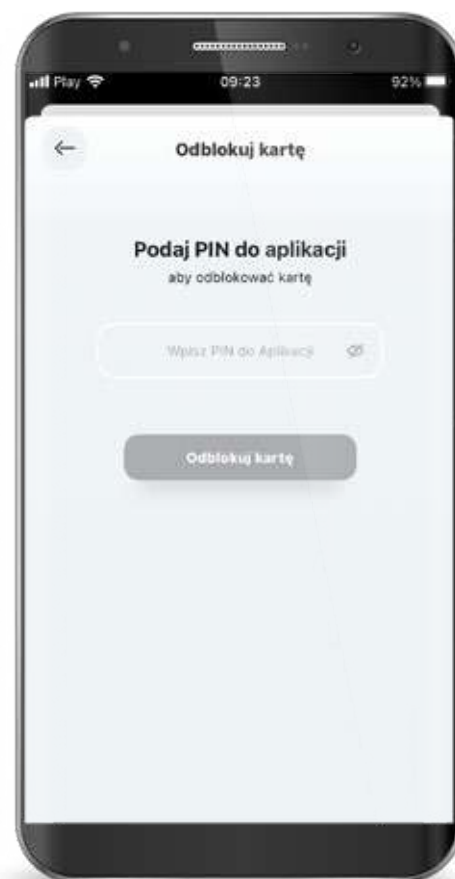 Play
09:23
92%
Odblokuj kartę
Podaj PIN do aplikacji
aby odblokować kartę
Wpisz PIN do Aplikacji
Odblokuj kartę